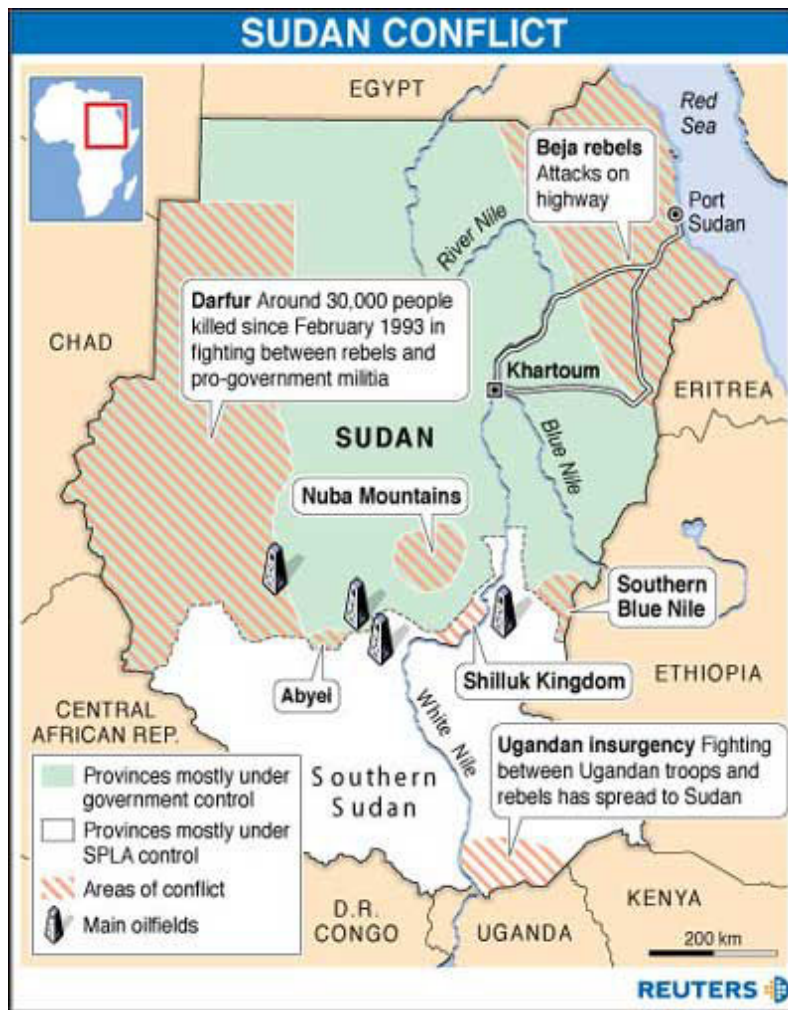 SUDAN CONFLICT
EGYPT
Red
Sea
Beja rebels
Attacks on
highway
Port
Sudan
River Nile
Darfur Around 30,000 people
killed since February 1993 in
fighting between rebels and
pro-government militia
CHAD
Khartoum
ERITREA
SUDAN
Blue Nile
Nuba Mountains
Southern
Blue Nile
Abyei
Shilluk Kingdom
ETHIOPIA
CENTRAL
AFRICAN REP.
White Nile
Ugandan insurgency Fighting
between Ugandan troops and
rebels has spread to Sudan
Southern
Sudan
Provinces mostly under
government control
Provinces mostly under
SPLA control
Areas of conflict
Main oilfields
D.R.
CONGO
UGANDA
KENYA
200 km
REUTERS